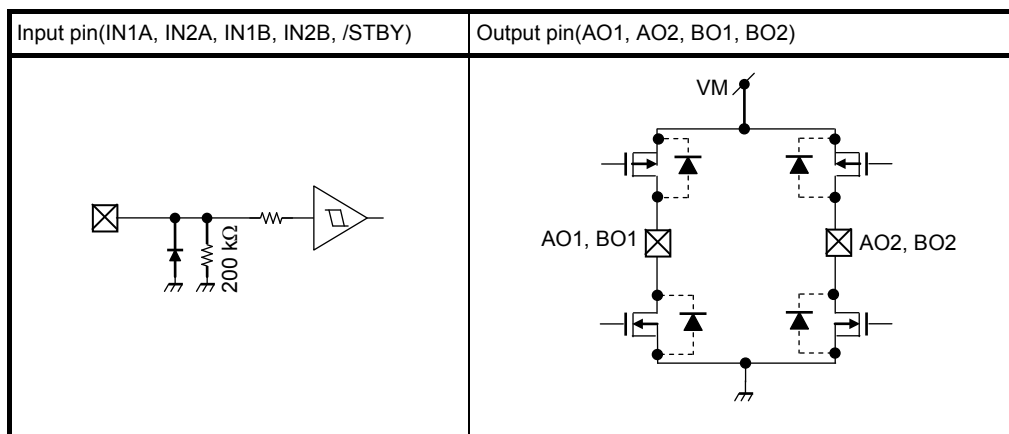 Input pin(IN1A, IN2A, IN1B, IN2B, /STBY)
Output pin(AO1, AO2, BO1, BO2)
200 kΩ
VM
AO1, BO1
AO2, BO2